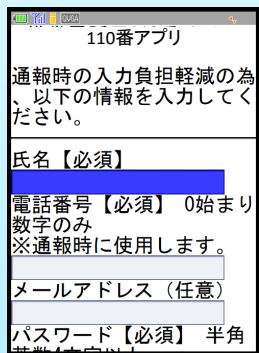 110番アプリ
通報時の入力負担軽減の為
、以下の情報を入力してく
ださい。
氏名【必須】
電話番号【必須】 0始まり
数字のみ
※通報時に使用します。
メールアドレス（任意）
パスワード【必須】 半角